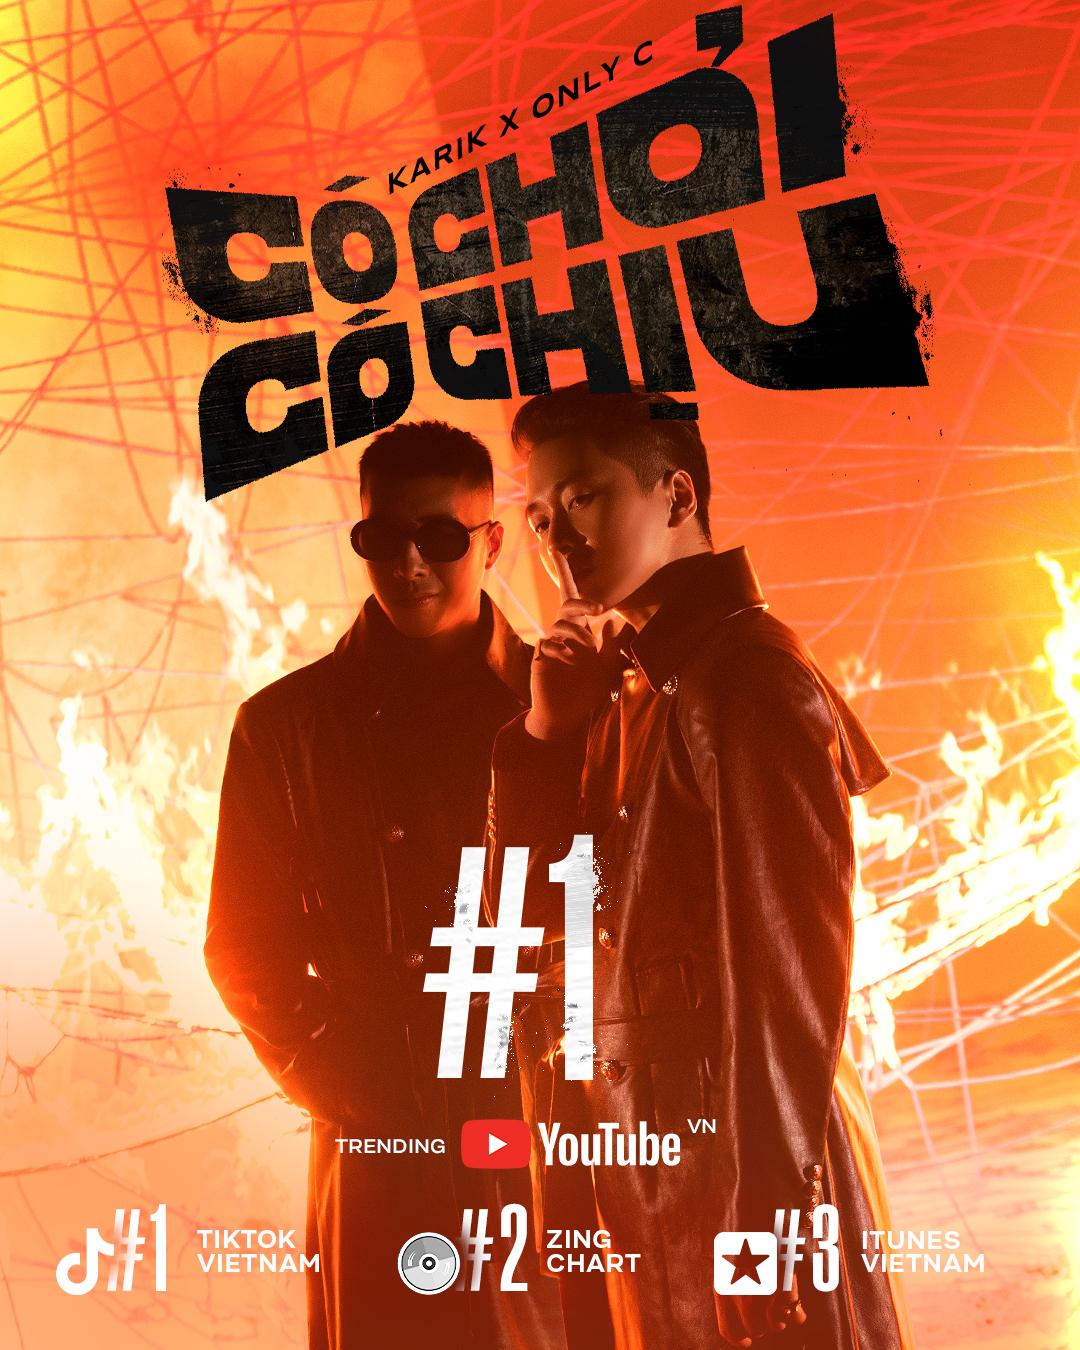 KARIK X ONLY C
CÓ CHƠI
CÓ CHỊU
#1
TRENDING YouTube VN
#1 TIKTOK VIETNAM
#2 ZING CHART
#3 ITUNES VIETNAM